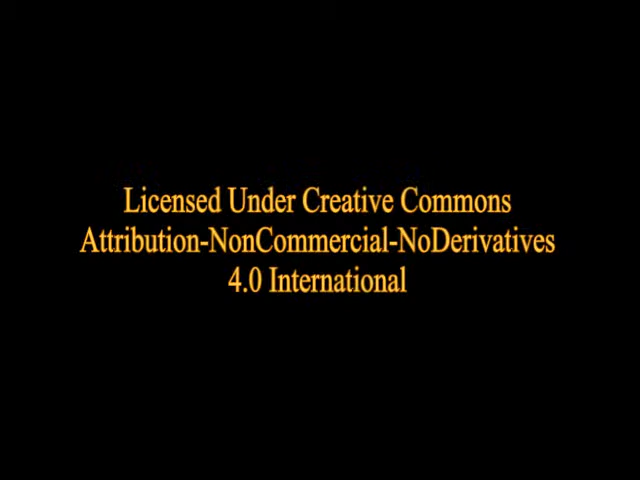 Licensed Under Creative Commons
Attribution-NonCommercial-NoDerivatives
4.0 International